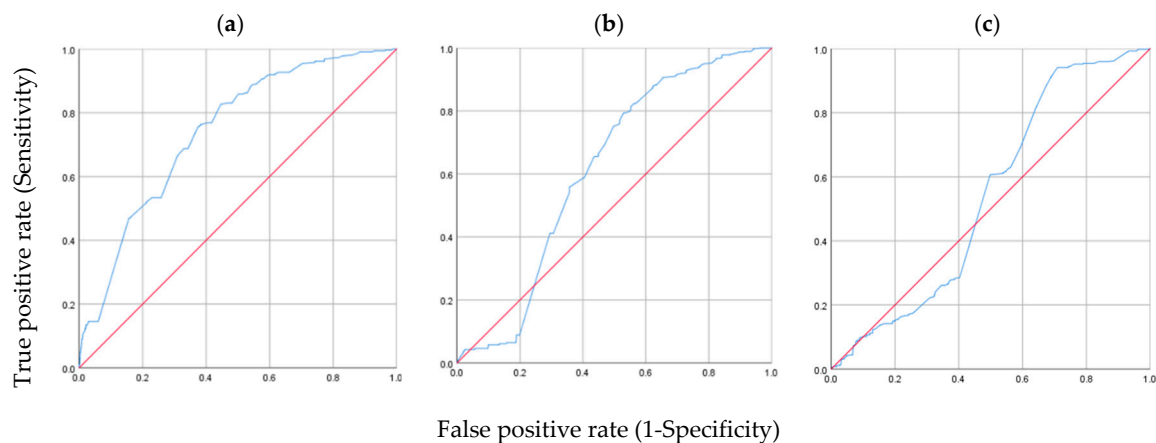 (a) (b) (c)
1.0 1.0 1.0
0.8 0.8 0.8
0.6 0.6 0.6
0.4 0.4 0.4
0.2 0.2 0.2
0.0 0.0 0.0
0.0 0.2 0.4 0.6 0.8 1.0 0.0 0.2 0.4 0.6 0.8 1.0 0.0 0.2 0.4 0.6 0.8 1.0
True positive rate (Sensitivity)
False positive rate (1-Specificity)